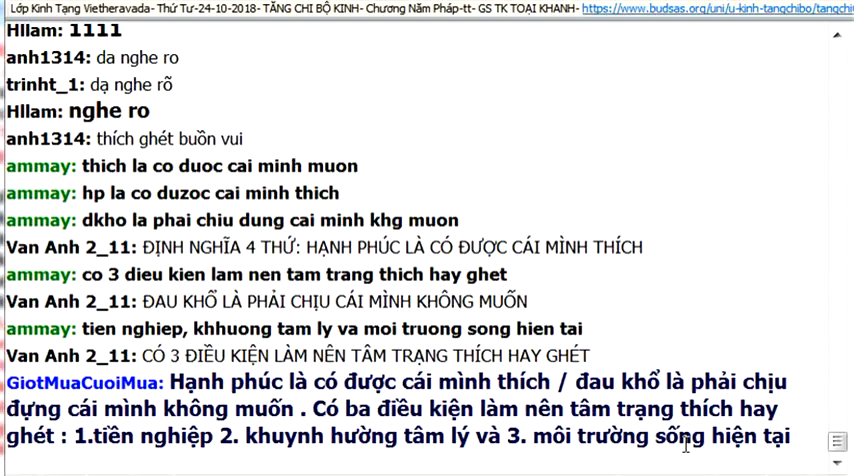 Lớp Kinh Tạng Vietheravada- Thứ Tư-24-10-2018- TĂNG CHI BỘ KINH- Chương Năm Pháp-tt- GS TK TOẠI KHANH- https://www.budsas.org/uni/u-kinh-tangchibo/tangchi
Hllam: 1111
anh1314: da nghe ro
trinht_1: dạ nghe rõ
Hllam: nghe ro
anh1314: thích ghét buồn vui
ammay: thich la co duoc cai minh muon
ammay: hp la co duzoc cai minh thich
ammay: dkho la phai chiu dung cai minh khg muon
Van Anh 2_11: ĐỊNH NGHĨA 4 THỨ: HẠNH PHÚC LÀ CÓ ĐƯỢC CÁI MÌNH THÍCH
ammay: co 3 dieu kien lam nen tam trang thich hay ghet
Van Anh 2_11: ĐAU KHỔ LÀ PHẢI CHỊU CÁI MÌNH KHÔNG MUỐN
ammay: tien nghiep, khhuong tam ly va moi truong song hien tai
Van Anh 2_11: CÓ 3 ĐIỀU KIỆN LÀM NÊN TÂM TRẠNG THÍCH HAY GHÉT
GiotMuaCuoiMua: Hạnh phúc là có được cái mình thích / đau khổ là phải chịu
đựng cái mình không muốn . Có ba điều kiện làm nên tâm trạng thích hay
ghét : 1.tiền nghiệp 2. khuynh hường tâm lý và 3. môi trường sống hiện tại